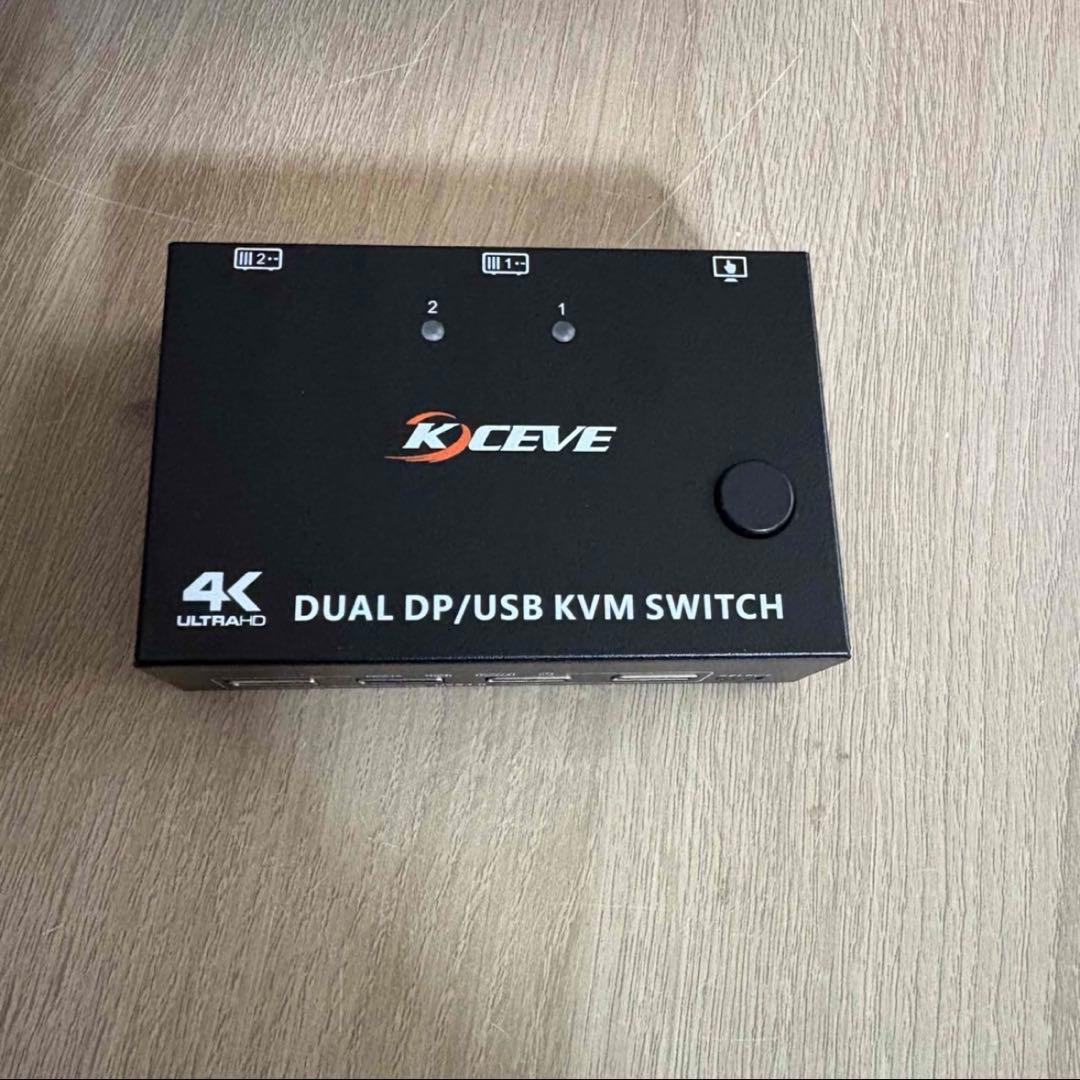 2 1
2 1
KCEVE
4K
ULTRAHD
DUAL DP/USB KVM SWITCH